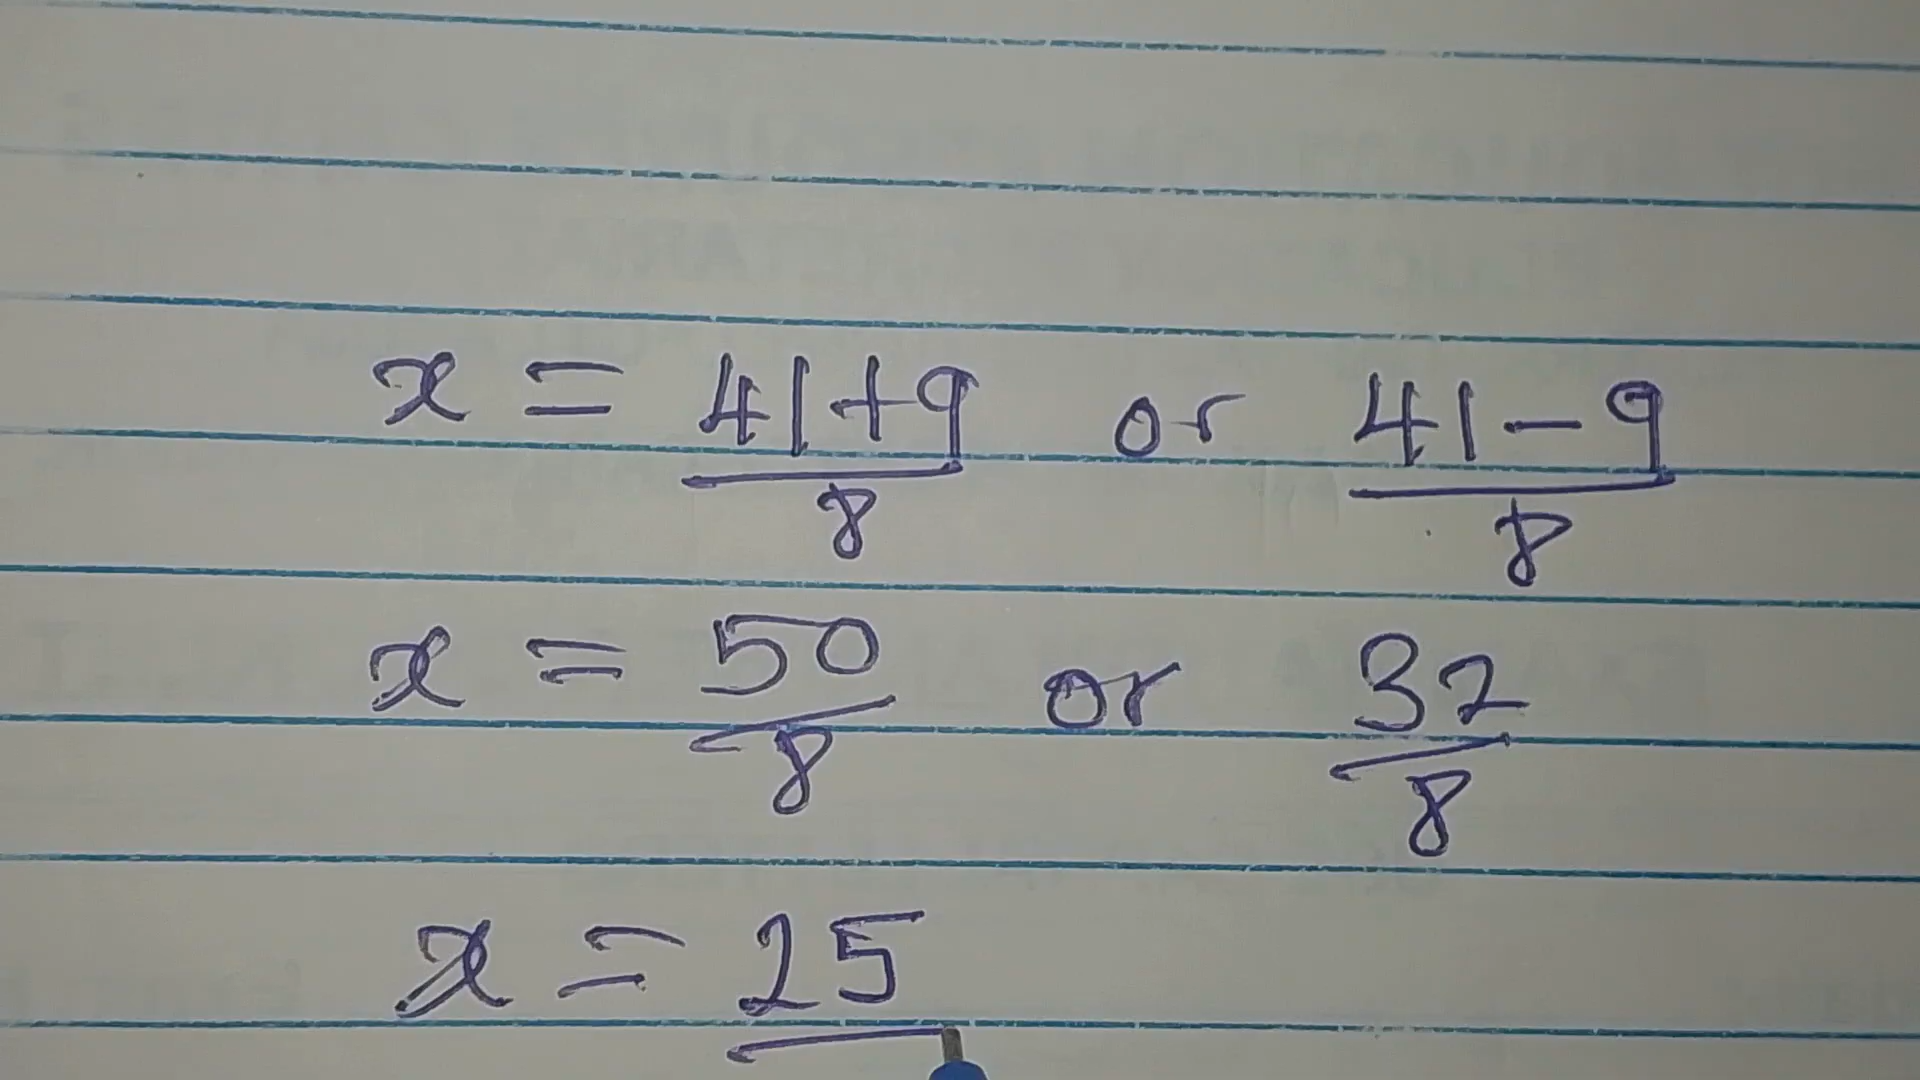 x = 41+9/8 or 41-9/8
x = 50/8 or 32/8
x = 25